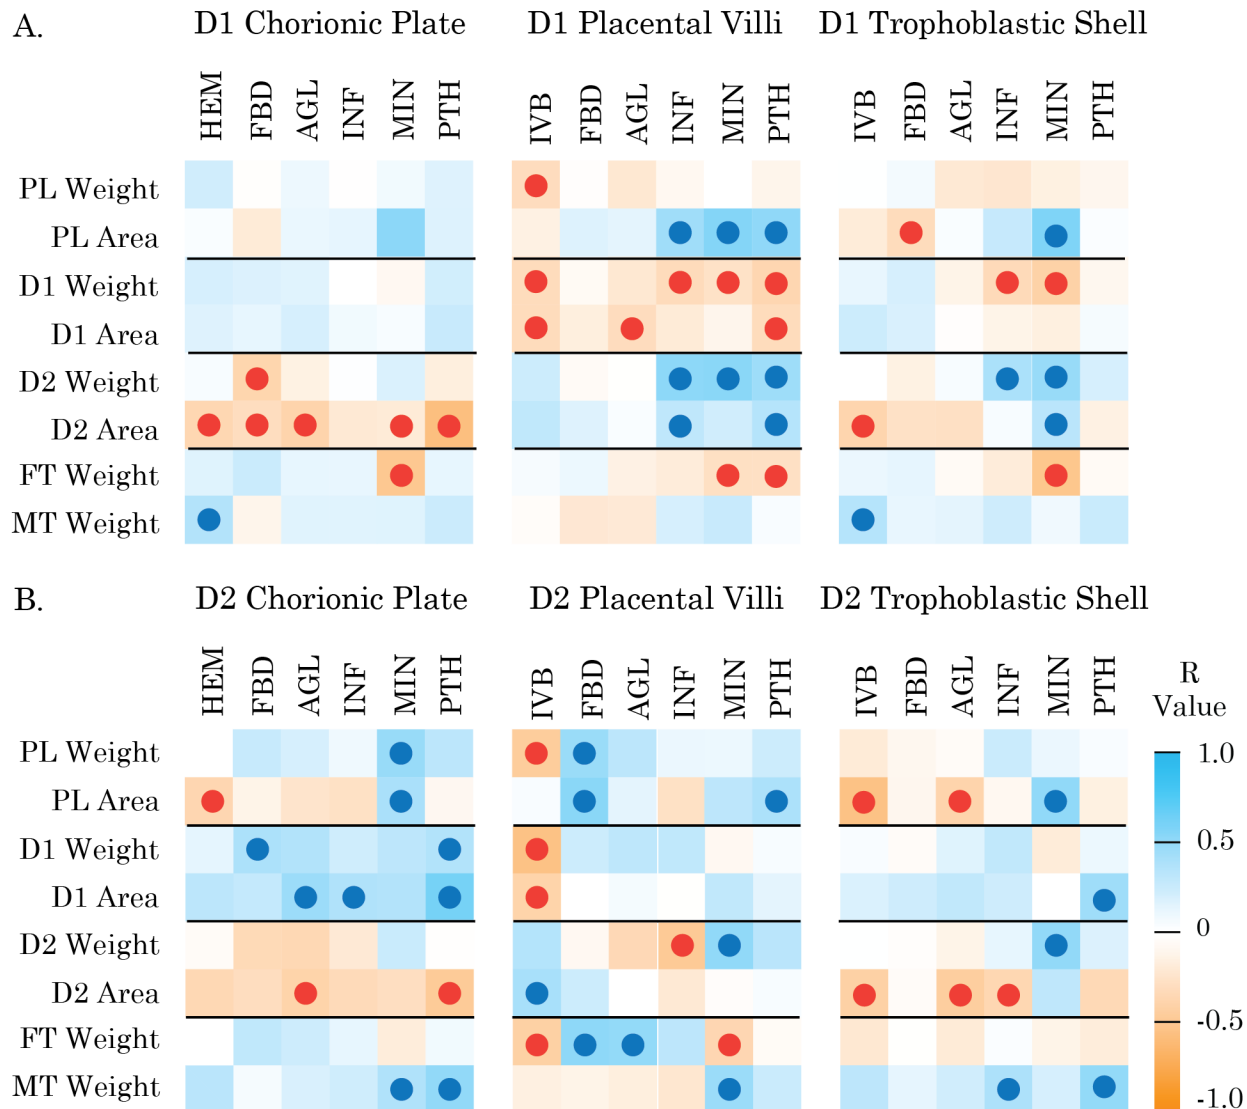 A.
D1 Chorionic Plate D1 Placental Villi D1 Trophoblastic Shell
HEM FBD AGL INF MIN PTH IVB FBD AGL INF MIN PTH IVB FBD AGL INF MIN PTH
PL Weight
PL Area
D1 Weight
D1 Area
D2 Weight
D2 Area
FT Weight
MT Weight
B.
D2 Chorionic Plate D2 Placental Villi D2 Trophoblastic Shell
HEM FBD AGL INF MIN PTH IVB FBD AGL INF MIN PTH IVB FBD AGL INF MIN PTH
PL Weight
PL Area
D1 Weight
D1 Area
D2 Weight
D2 Area
FT Weight
MT Weight
R
Value
1.0
0.5
0
-0.5
-1.0